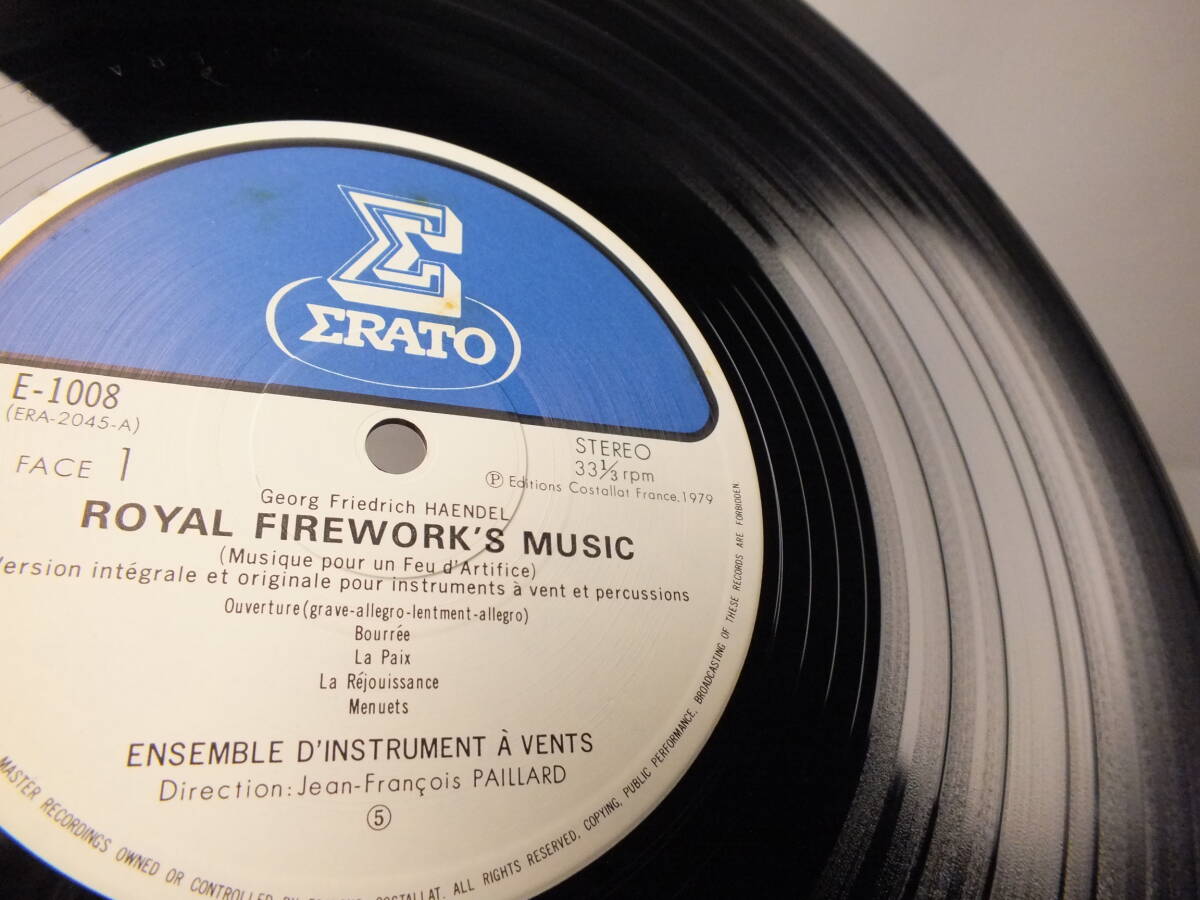 ΣRATO
E-1008
(ERA-2045-A)
FACE 1
STEREO
33 1/3 rpm
Ⓟ Editions Costallat France.1979
Georg Friedrich HAENDEL
ROYAL FIREWORK'S MUSIC
(Musique pour un Feu d'Artifice)
Version intégrale et originale pour instruments à vent et percussions
Ouverture(grave-allegro-lentment-allegro)
Bourrée
La Paix
La Réjouissance
Menuets
ENSEMBLE D'INSTRUMENT À VENTS
Direction:Jean-François PAILLARD
⑤
MASTER RECORDINGS OWNED OR CONTROLLED COSTALLAT. ALL RIGHTS RESERVED, COPYING, PUBLIC PERFORMANCE, BROADCASTING OF THESE RECORDS ARE FORBIDDEN.